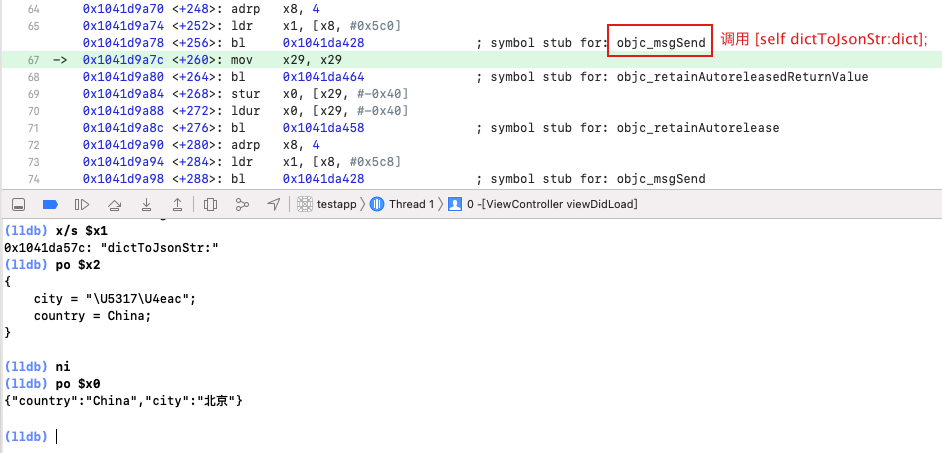 64 0x1041d9a70 <+248>: adrp x8, 4
65 0x1041d9a74 <+252>: ldr x1, [x8, #0x5c0]
66 0x1041d9a78 <+256>: bl 0x1041da428 ; symbol stub for: objc_msgSend 调用 [self dictToJsonStr:dict];
67 -> 0x1041d9a7c <+260>: mov x29, x29
68 0x1041d9a80 <+264>: bl 0x1041da464 ; symbol stub for: objc_retainAutoreleasedReturnValue
69 0x1041d9a84 <+268>: stur x0, [x29, #-0x40]
70 0x1041d9a88 <+272>: ldur x0, [x29, #-0x40]
71 0x1041d9a8c <+276>: bl 0x1041da458 ; symbol stub for: objc_retainAutorelease
72 0x1041d9a90 <+280>: adrp x8, 4
73 0x1041d9a94 <+284>: ldr x1, [x8, #0x5c8]
74 0x1041d9a98 <+288>: bl 0x1041da428 ; symbol stub for: objc_msgSend
testapp Thread 1 0 -[ViewController viewDidLoad]
(lldb) x/s $x1
0x1041da57c: "dictToJsonStr:"
(lldb) po $x2
{
city = "\U5317\U4eac";
country = China;
}
(lldb) ni
(lldb) po $x0
{"country":"China","city":"北京"}
(lldb)